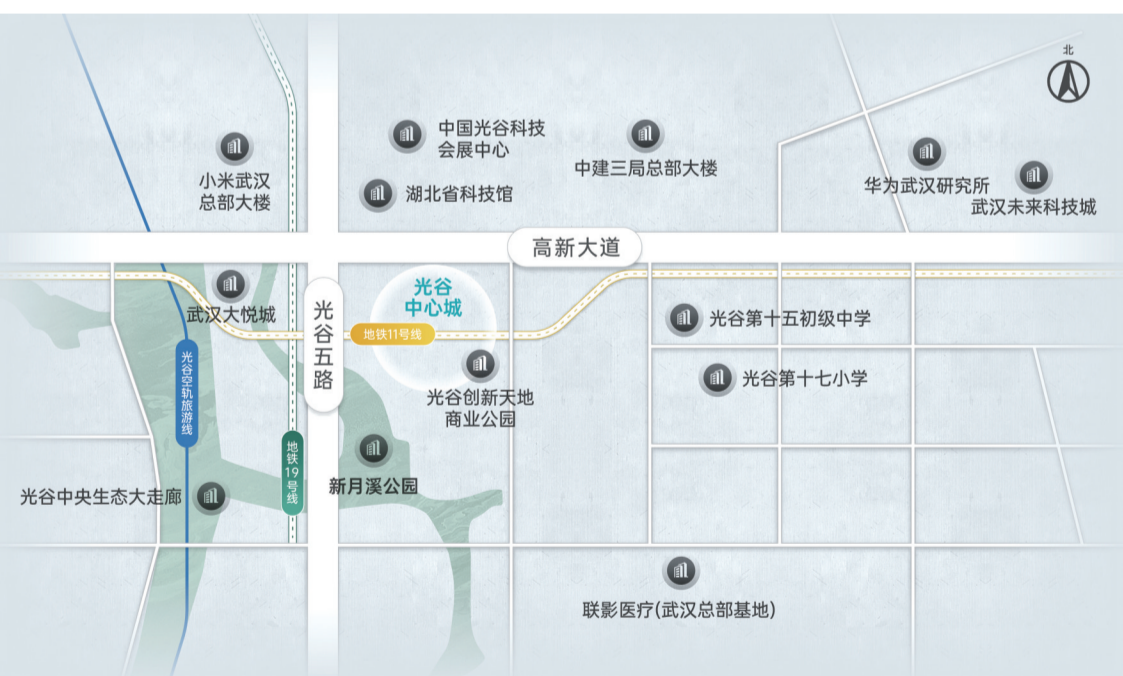 北
中国光谷科技
会展中心
中建三局总部大楼
小米武汉
总部大楼
湖北省科技馆
华为武汉研究所
武汉未来科技城
高新大道
武汉大悦城
光谷五路
光谷
中心城
地铁11号线
光谷第十五初级中学
光谷空轨旅游线
光谷第十七小学
光谷创新天地
商业公园
地铁19号线
新月溪公园
光谷中央生态大走廊
联影医疗(武汉总部基地)